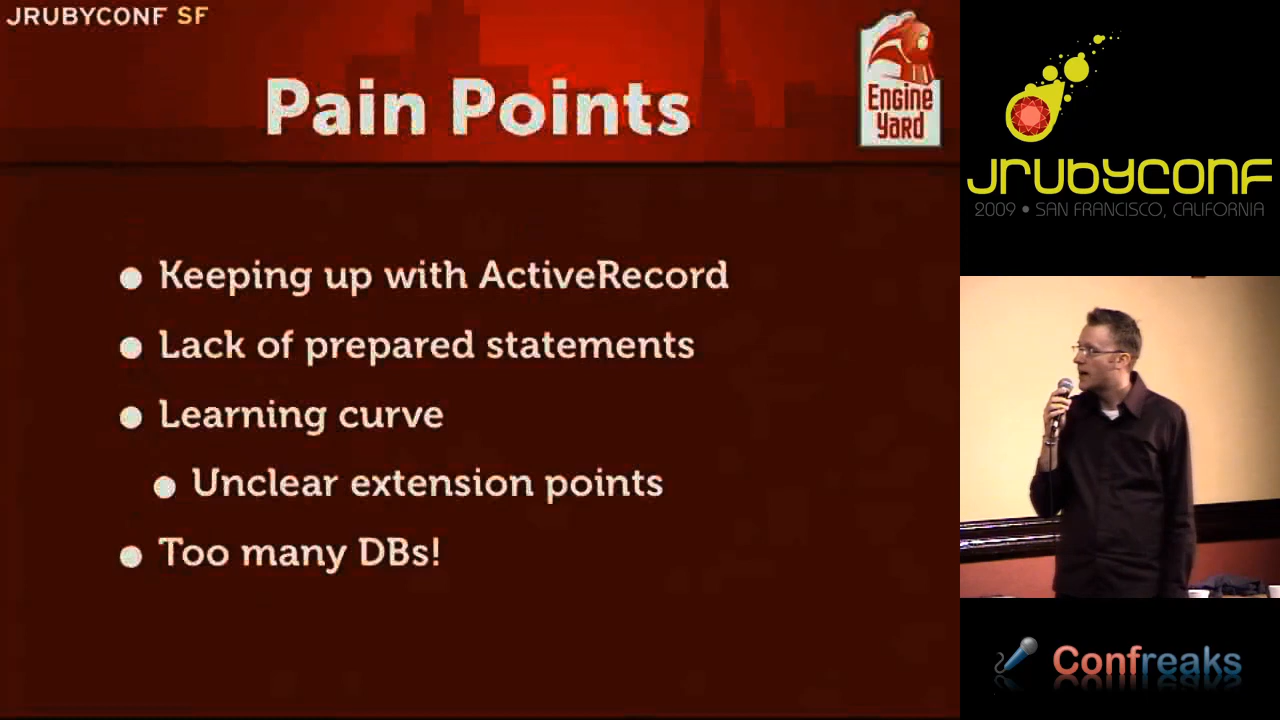 JRUBYCONF SF
Pain Points
Engine
Yard
Keeping up with ActiveRecord
Lack of prepared statements
Learning curve
Unclear extension points
Too many DBs!
JRUBYCONF
2009 • SAN FRANCISCO, CALIFORNIA
Confreaks